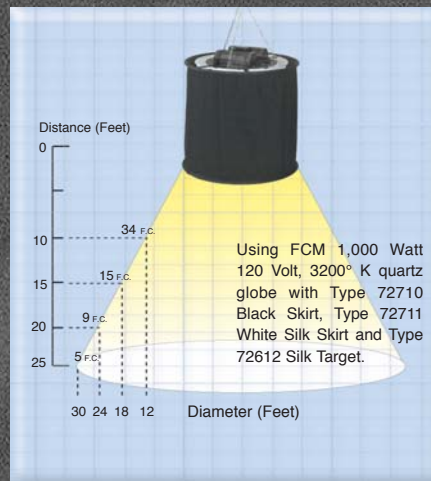 Distance (Feet)
0
34 F.C.
10
15 F.C.
15
9 F.C.
20
5 F.C.
25
Using FCM 1,000 Watt
120 Volt, 3200° K quartz
globe with Type 72710
Black Skirt, Type 72711
White Silk Skirt and Type
72612 Silk Target.
30 24 18 12 Diameter (Feet)